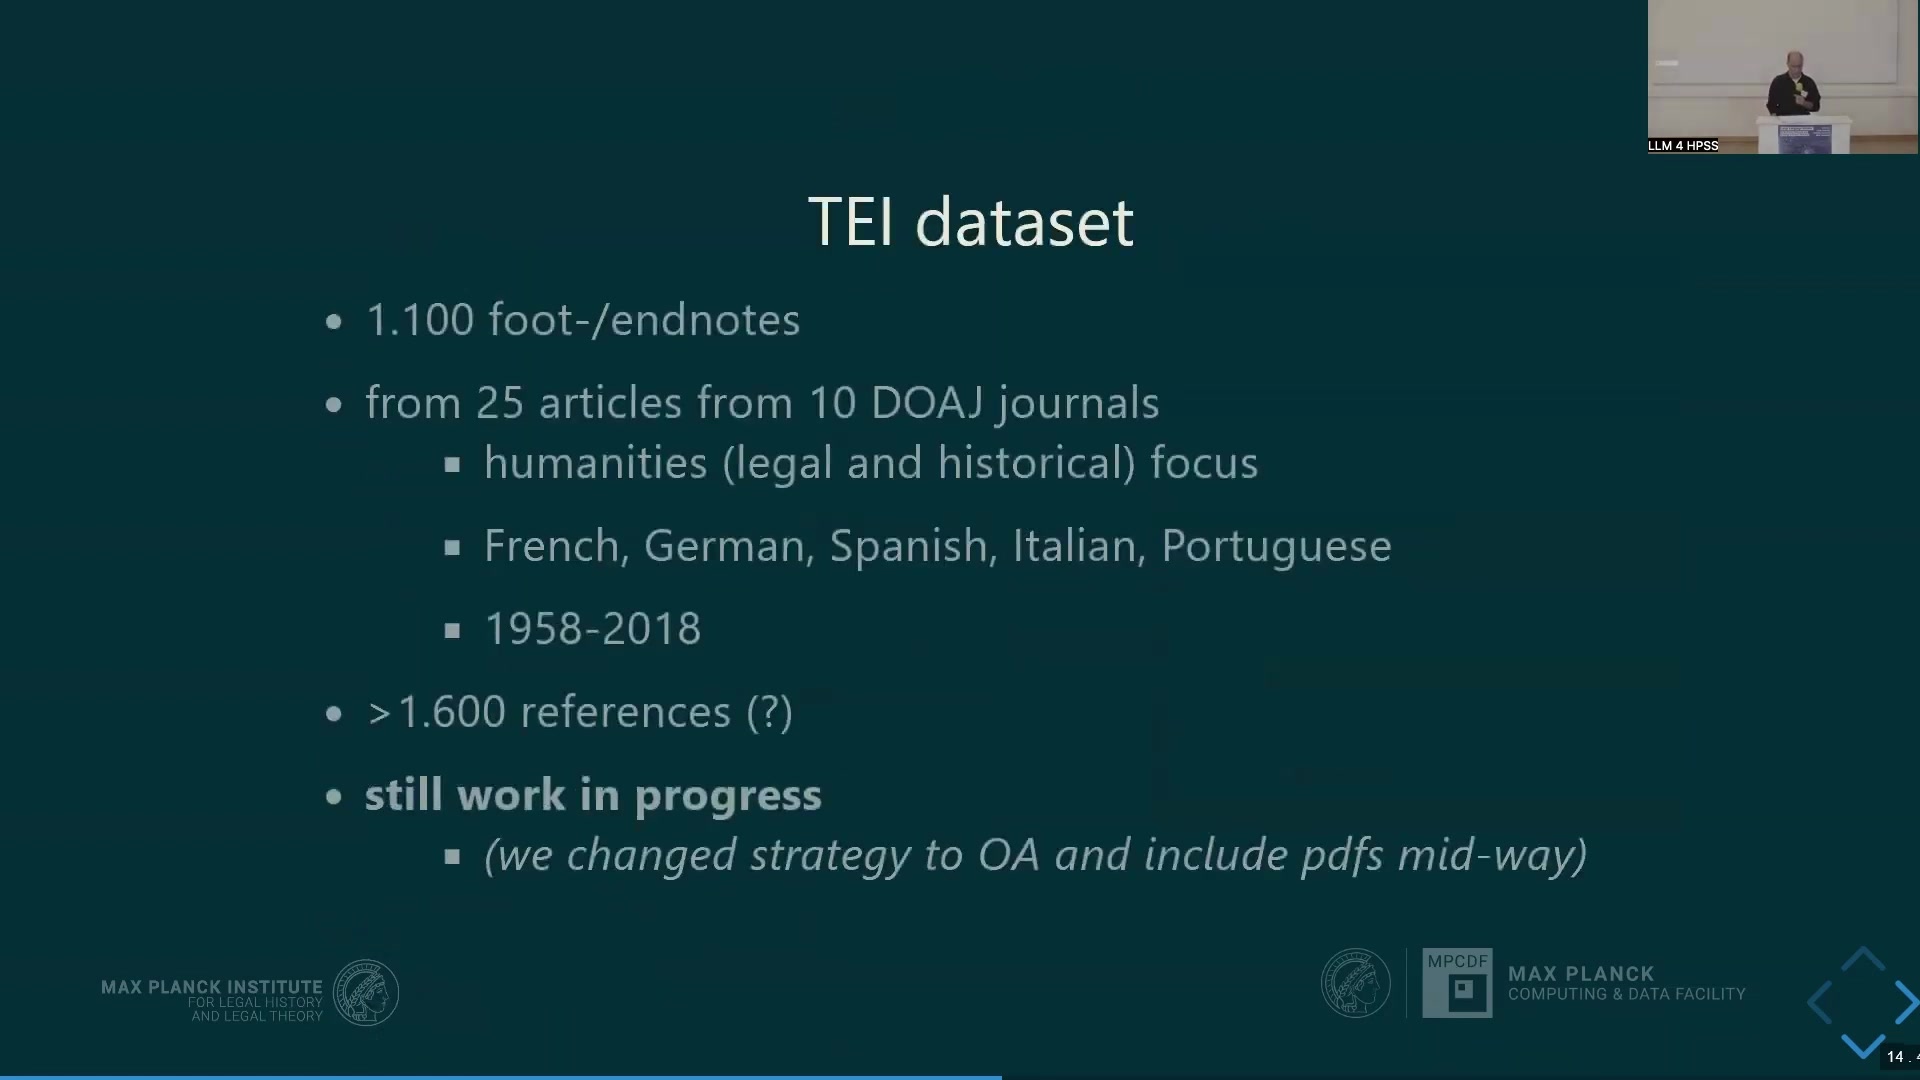 LLM 4 HPSS
TEI dataset
• 1.100 foot-/endnotes
• from 25 articles from 10 DOAJ journals
▪ humanities (legal and historical) focus
▪ French, German, Spanish, Italian, Portuguese
▪ 1958-2018
• >1.600 references (?)
• still work in progress
▪ (we changed strategy to OA and include pdfs mid-way)
MAX PLANCK INSTITUTE
FOR LEGAL HISTORY
AND LEGAL THEORY
MPCDF
MAX PLANCK
COMPUTING & DATA FACILITY
14 . 4